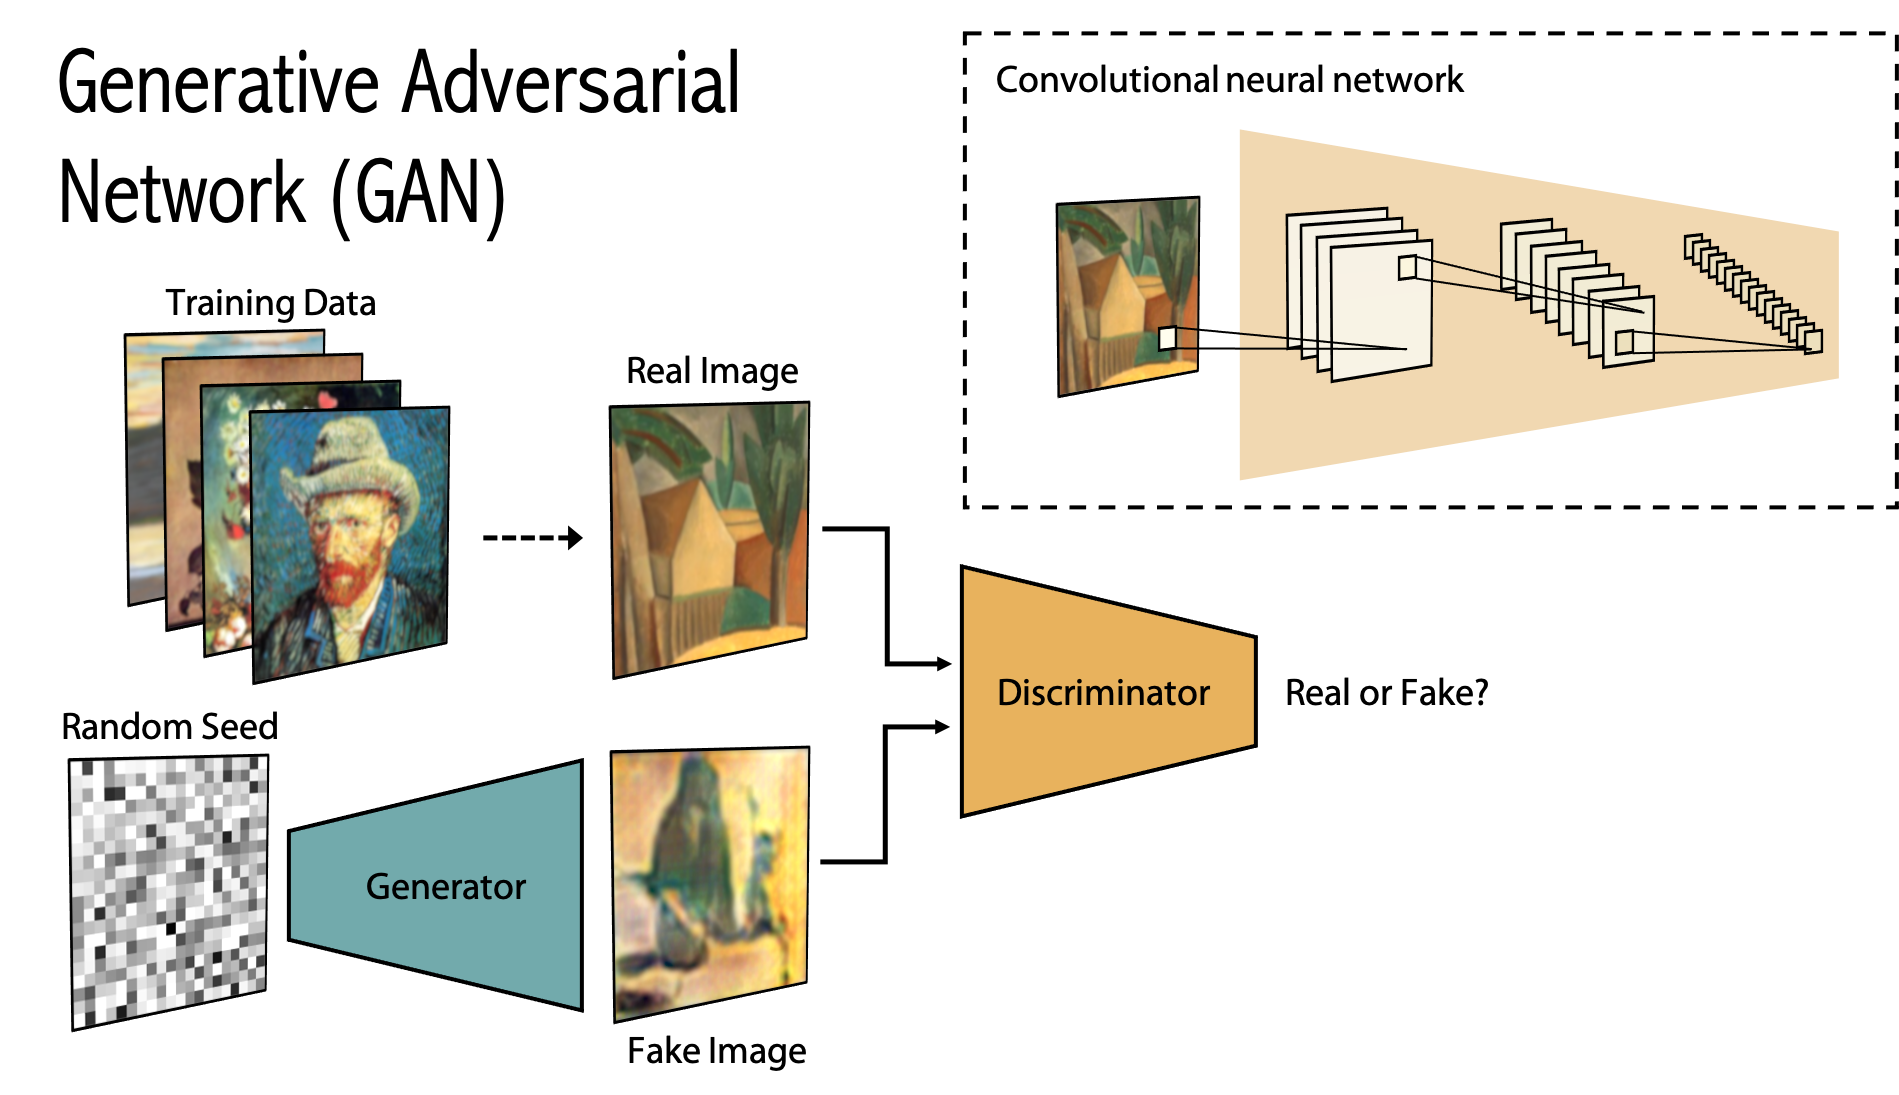 Generative Adversarial
Network (GAN)
Convolutional neural network
Training Data
Real Image
Discriminator
Real or Fake?
Random Seed
Generator
Fake Image